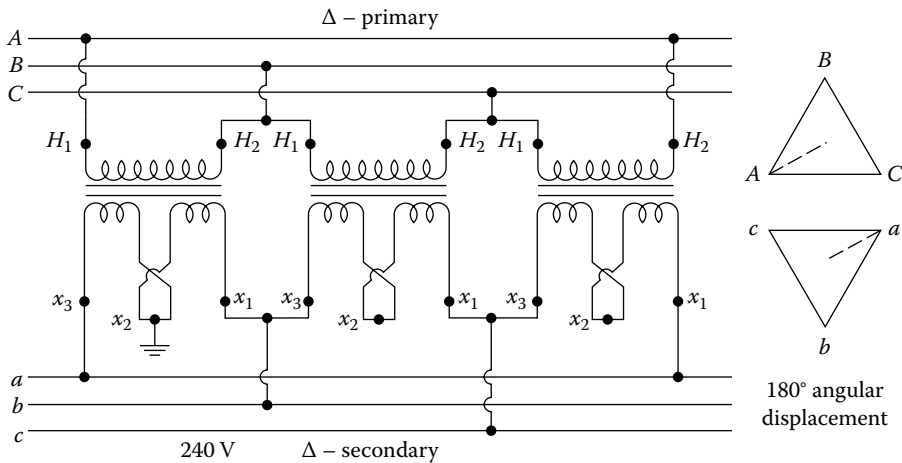 Δ – primary
A
B
C
B
H₁ H₂ H₁ H₂ H₁ H₂
A C
c a
x₃ x₁ x₃ x₁ x₃ x₁
x₂ x₂ x₂
b
a
b
c
180° angular
displacement
240 V Δ – secondary